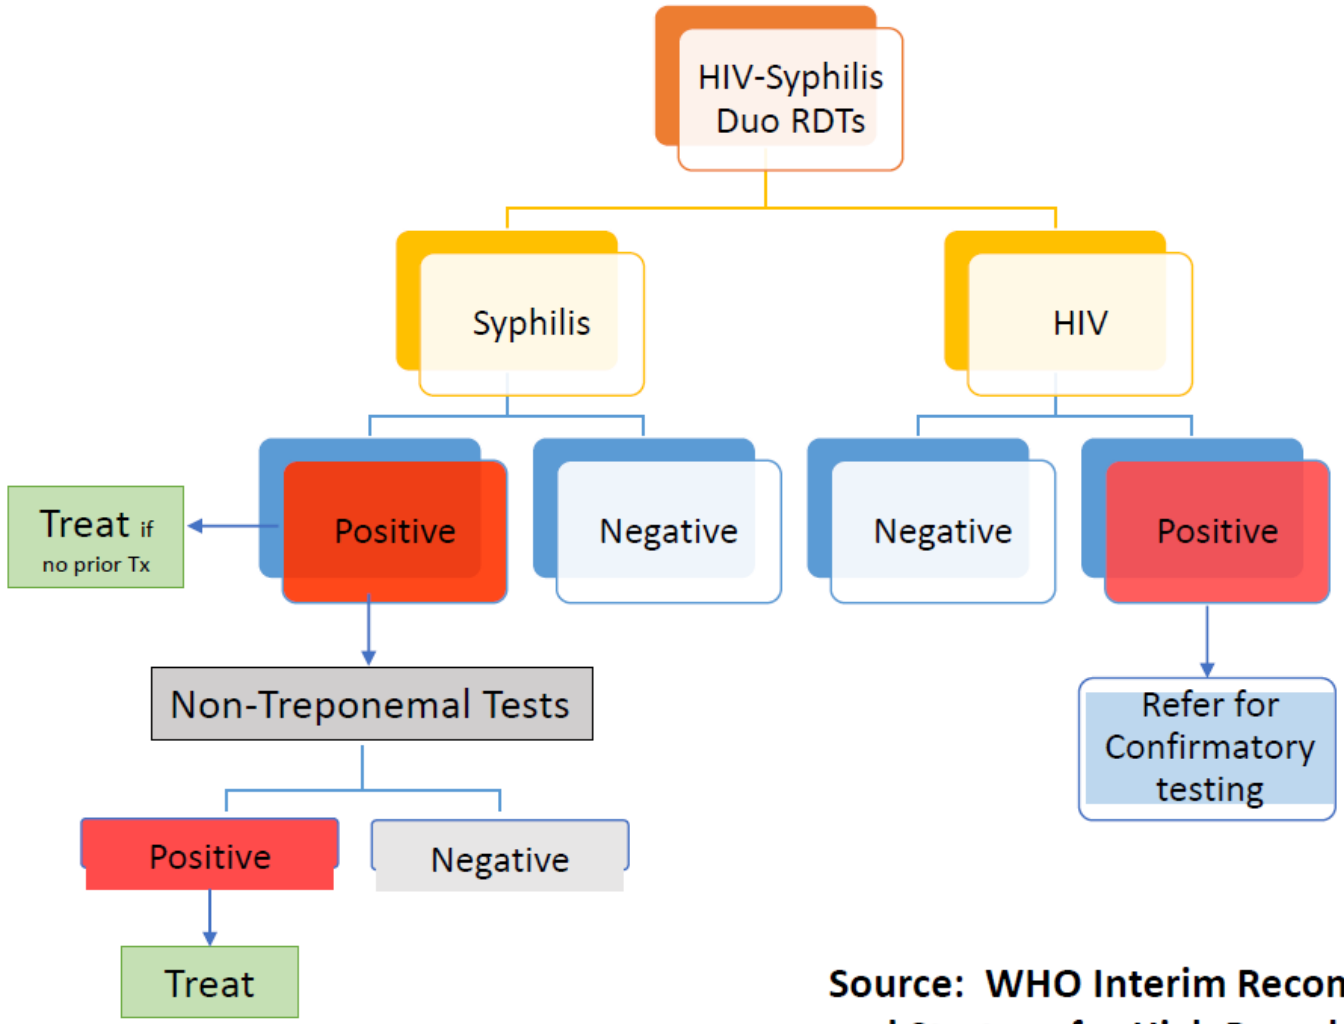 HIV-Syphilis
Duo RDTs
Syphilis
HIV
Treat if
no prior Tx
Positive
Negative
Negative
Positive
Non-Treponemal Tests
Refer for
Confirmatory
testing
Positive
Negative
Treat
Source: WHO Interim Recon